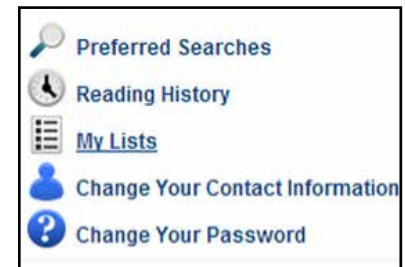 Preferred Searches
Reading History
My Lists
Change Your Contact Information
Change Your Password